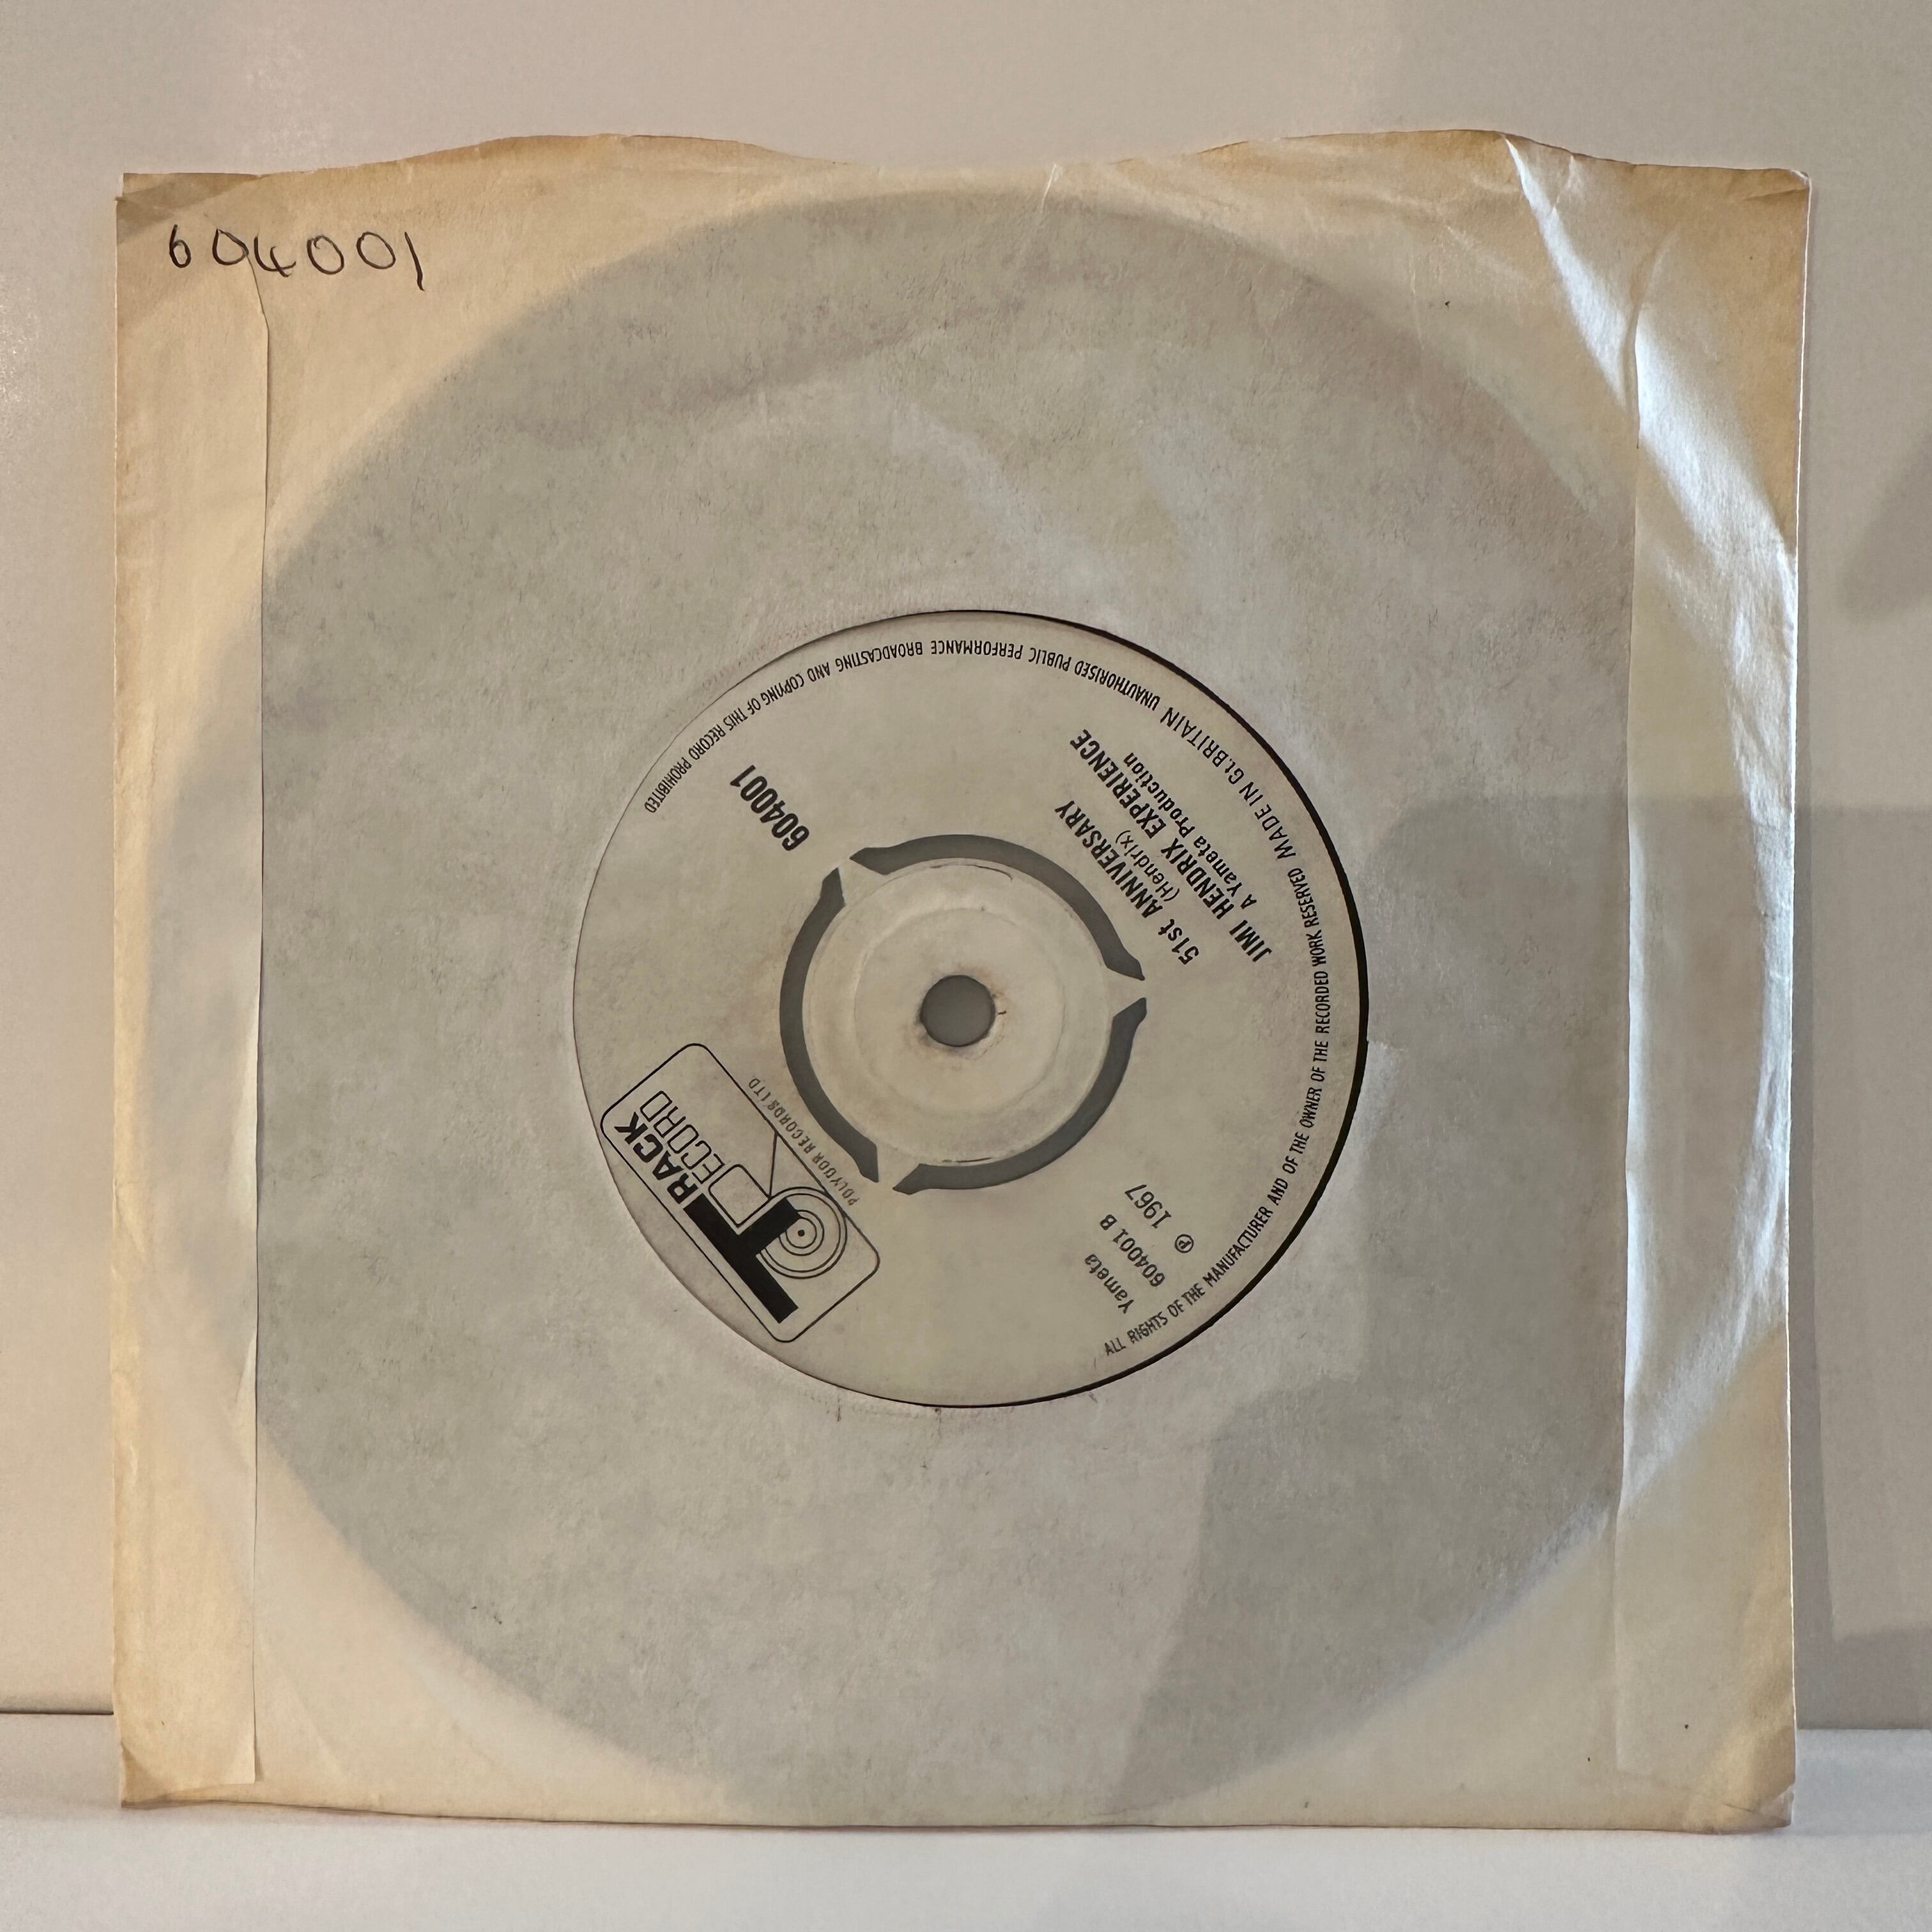 604001
TRACK
RECORD
POLYDOR RECORDS LTD.
604001
Yameta
604001 B
℗ 1967
51st ANNIVERSARY
(Hendrix)
JIMI HENDRIX EXPERIENCE
A Yameta Production
ALL RIGHTS OF THE MANUFACTURER AND OF THE OWNER OF THE RECORDED WORK RESERVED MADE IN Gt.BRITAIN UNAUTHORISED PUBLIC PERFORMANCE BROADCASTING AND COPYING OF THIS RECORD PROHIBITED